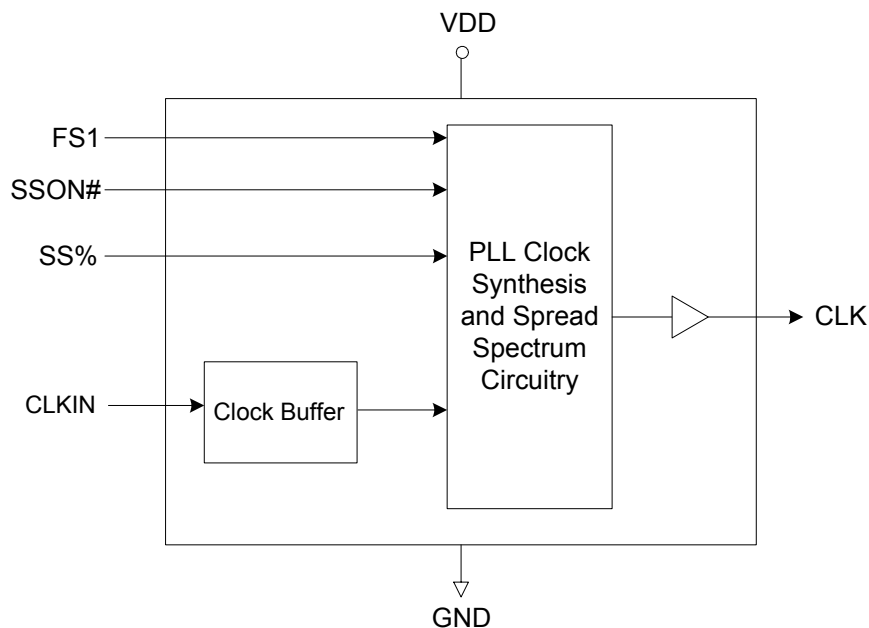 VDD
FS1
SSON#
SS%
PLL Clock
Synthesis
and Spread
Spectrum
Circuitry
CLK
CLKIN
Clock Buffer
GND